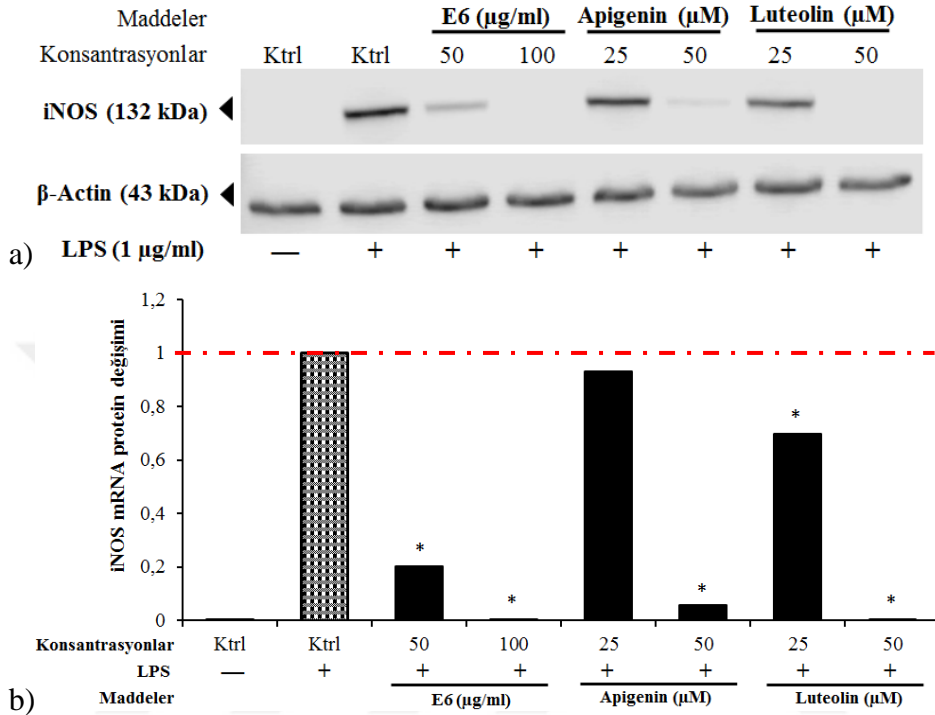 Maddeler E6 (µg/ml) Apigenin (µM) Luteolin (µM)
Konsantrasyonlar Ktrl Ktrl 50 100 25 50 25 50
iNOS (132 kDa)
β-Actin (43 kDa)
a) LPS (1 µg/ml) — + + + + + + +
iNOS mRNA protein değişimi
1,2
1
0,8
0,6
0,4
0,2
0
* * * * *
Konsantrasyonlar Ktrl Ktrl 50 100 25 50 25 50
LPS — + + + + + + +
b) Maddeler E6 (µg/ml) Apigenin (µM) Luteolin (µM)